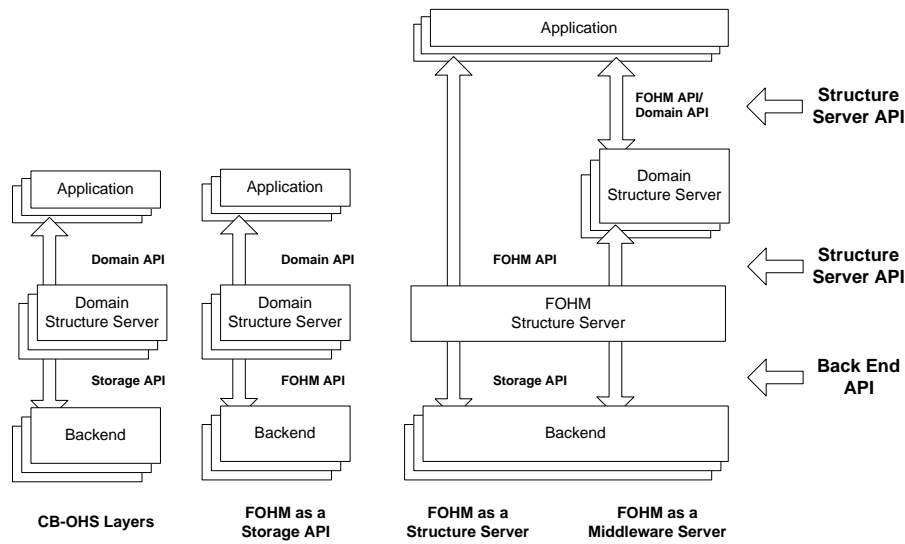 Application
FOHM API/
Domain API
Structure
Server API
Domain
Structure Server
Application
Application
Domain API
Domain API
FOHM API
Structure
Server API
Domain
Structure Server
Domain
Structure Server
FOHM
Structure Server
Storage API
FOHM API
Storage API
Back End
API
Backend
Backend
Backend
CB-OHS Layers
FOHM as a
Storage API
FOHM as a
Structure Server
FOHM as a
Middleware Server